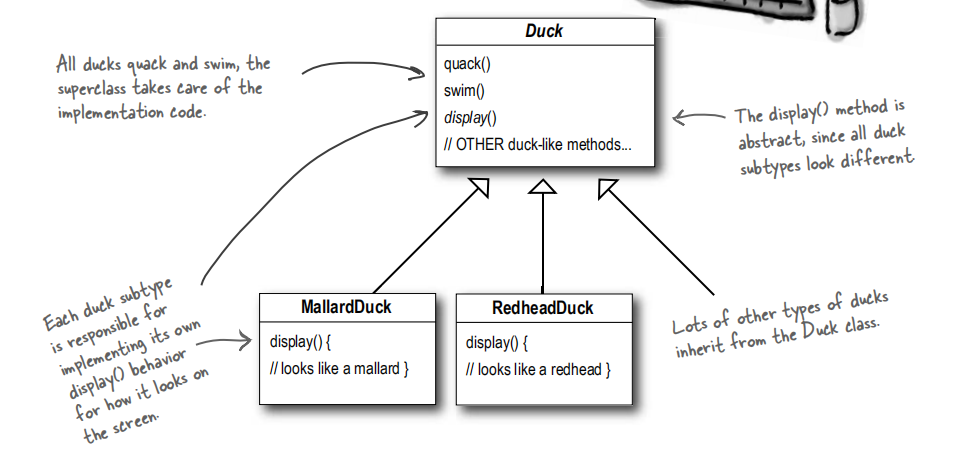 Duck
quack()
swim()
display()
// OTHER duck-like methods...
All ducks quack and swim, the
superclass takes care of the
implementation code.
The display() method is
abstract, since all duck
subtypes look different
Each duck subtype
is responsible for
implementing its own
display() behavior
for how it looks on
the screen.
MallardDuck
display() {
// looks like a mallard }
RedheadDuck
display() {
// looks like a redhead }
Lots of other types of ducks
inherit from the Duck class.